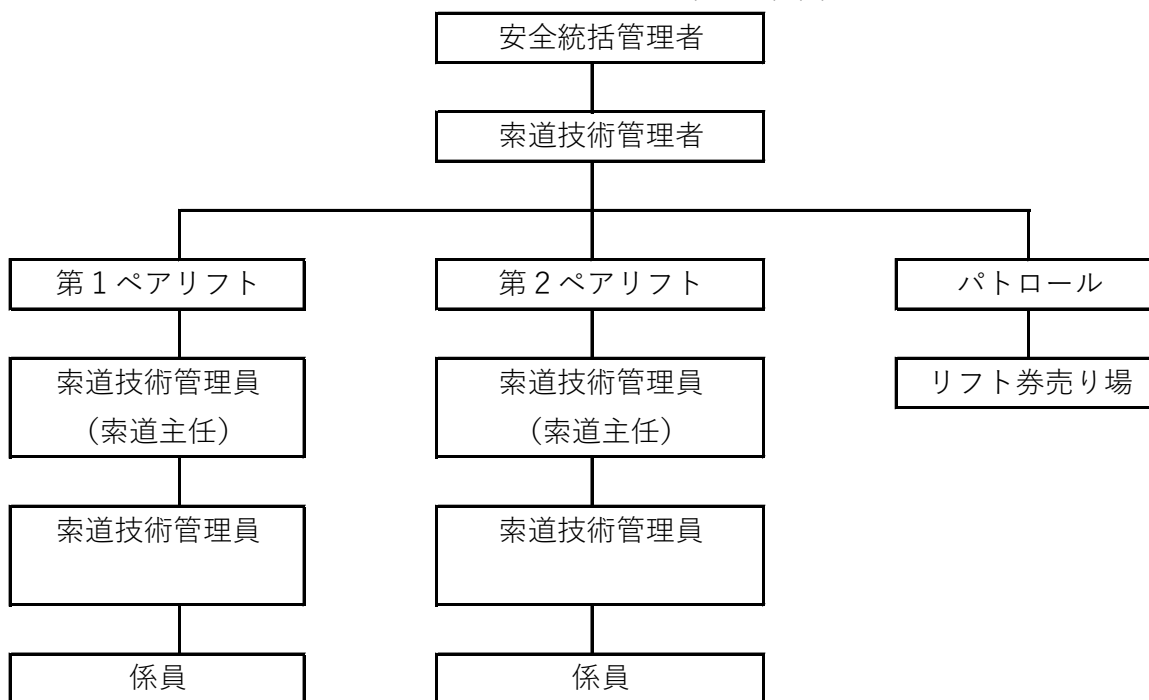 安全統括管理者
索道技術管理者
第1ペアリフト
第2ペアリフト
パトロール
索道技術管理員
(索道主任)
索道技術管理員
(索道主任)
リフト券売り場
索道技術管理員
索道技術管理員
係員
係員